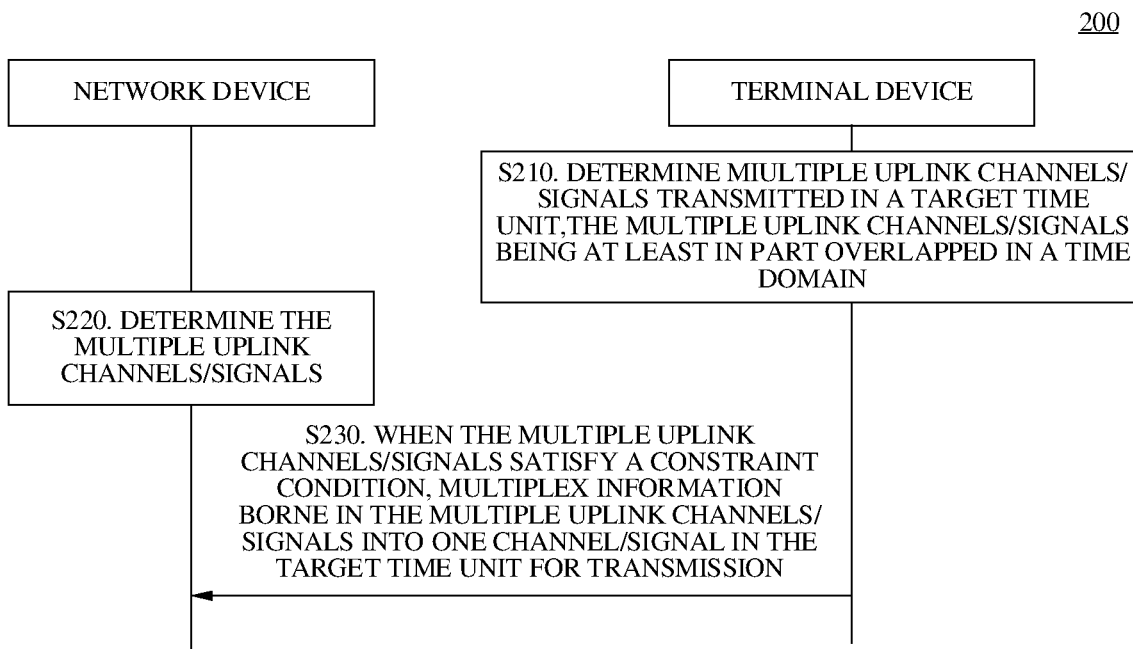 200
NETWORK DEVICE
TERMINAL DEVICE
S210. DETERMINE MIULTIPLE UPLINK CHANNELS/
SIGNALS TRANSMITTED IN A TARGET TIME
UNIT,THE MULTIPLE UPLINK CHANNELS/SIGNALS
BEING AT LEAST IN PART OVERLAPPED IN A TIME
DOMAIN
S220. DETERMINE THE
MULTIPLE UPLINK
CHANNELS/SIGNALS
S230. WHEN THE MULTIPLE UPLINK
CHANNELS/SIGNALS SATISFY A CONSTRAINT
CONDITION, MULTIPLEX INFORMATION
BORNE IN THE MULTIPLE UPLINK CHANNELS/
SIGNALS INTO ONE CHANNEL/SIGNAL IN THE
TARGET TIME UNIT FOR TRANSMISSION